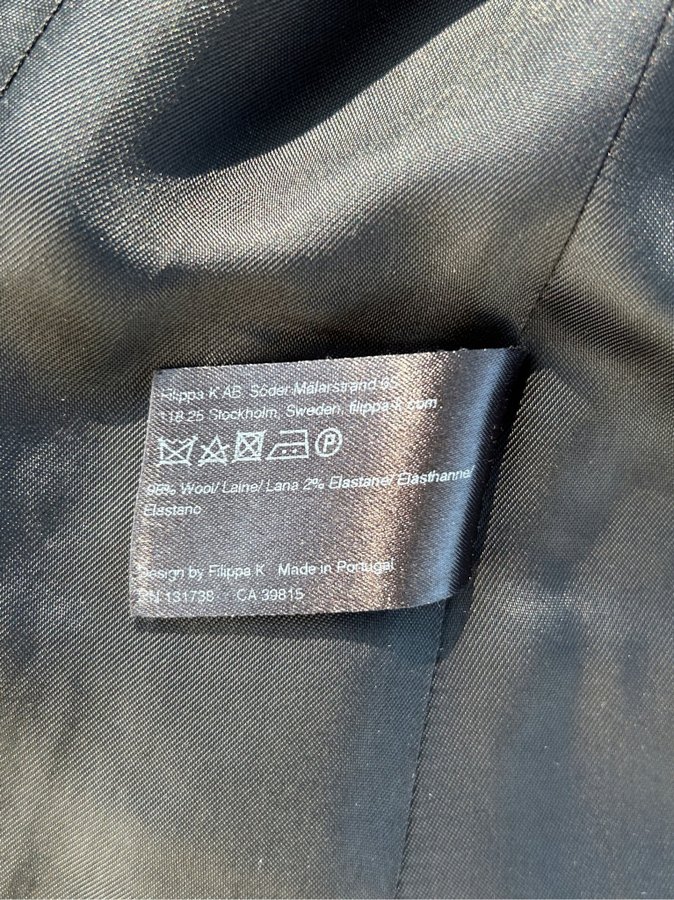 Filippa K AB, Söder Mälarstrand 65
118 25 Stockholm, Sweden, filippa-k.com
P
Wool/ Laine/ Lana 2% Elastane/ Elasthanne/
Elastano
Design by Filippa K Made in Portugal
RN 131738 CA 39815